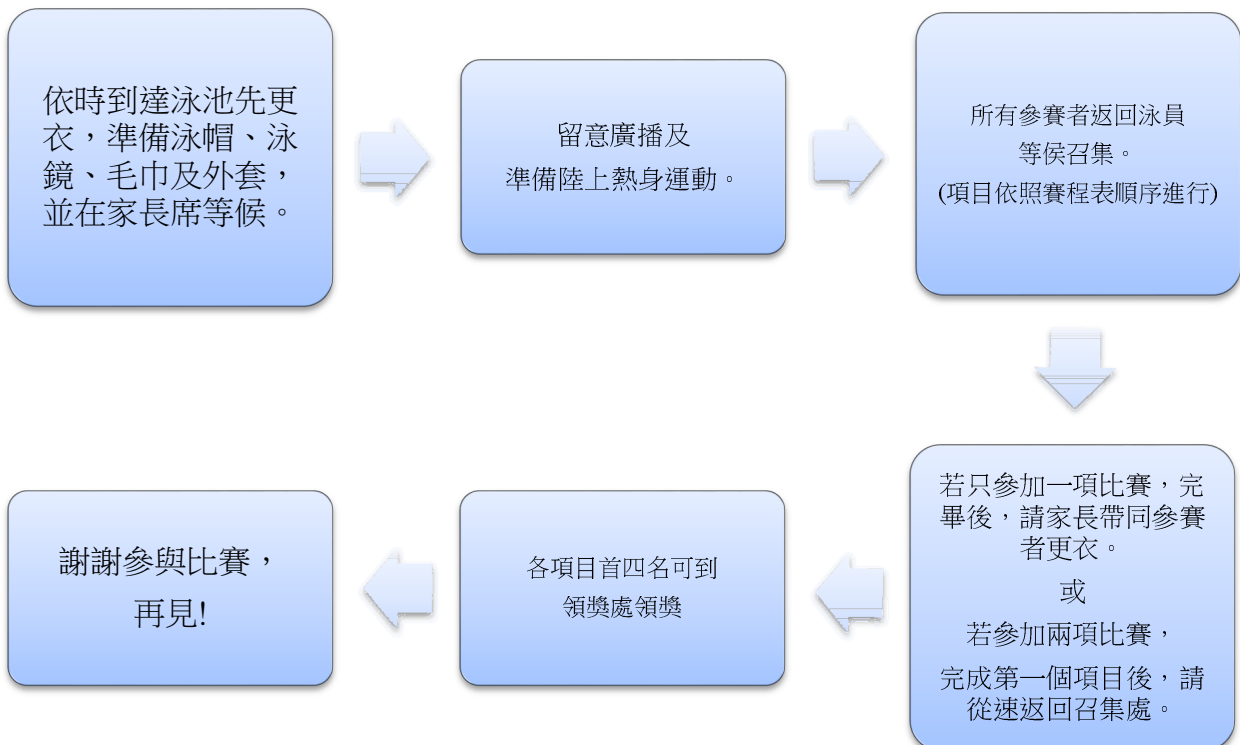 依時到達泳池先更
衣，準備泳帽、泳
鏡、毛巾及外套，
並在家長席等候。
留意廣播及
準備陸上熱身運動。
所有參賽者返回泳員
等侯召集。
(項目依照賽程表順序進行)
若只參加一項比賽，完
畢後，請家長帶同參賽
者更衣。
或
若參加兩項比賽，
完成第一個項目後，請
從速返回召集處。
各項目首四名可到
領獎處領獎
謝謝參與比賽，
再見!